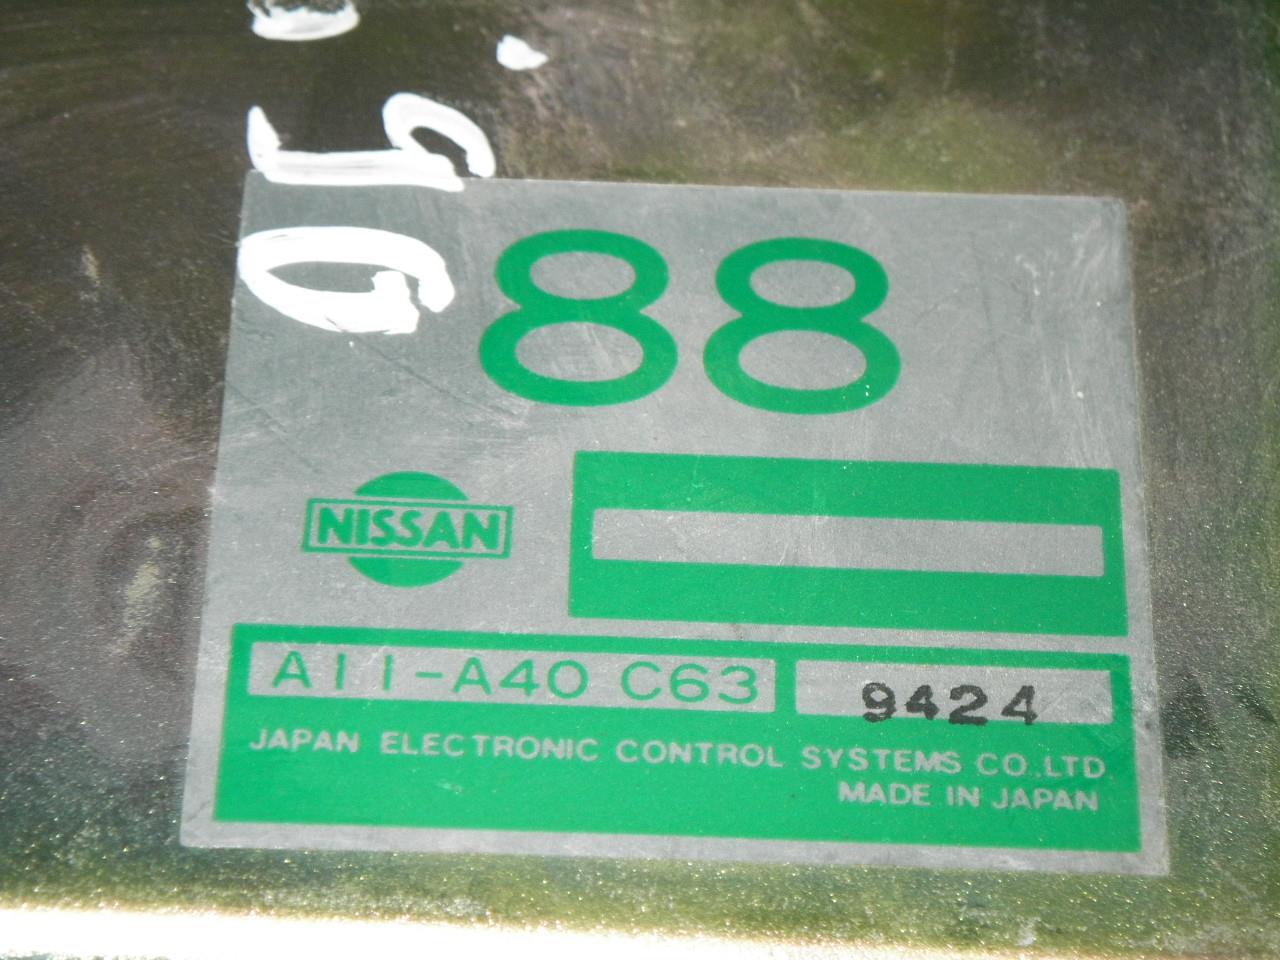 88
NISSAN
A11-A40 C63 9424
JAPAN ELECTRONIC CONTROL SYSTEMS CO.,LTD.
MADE IN JAPAN